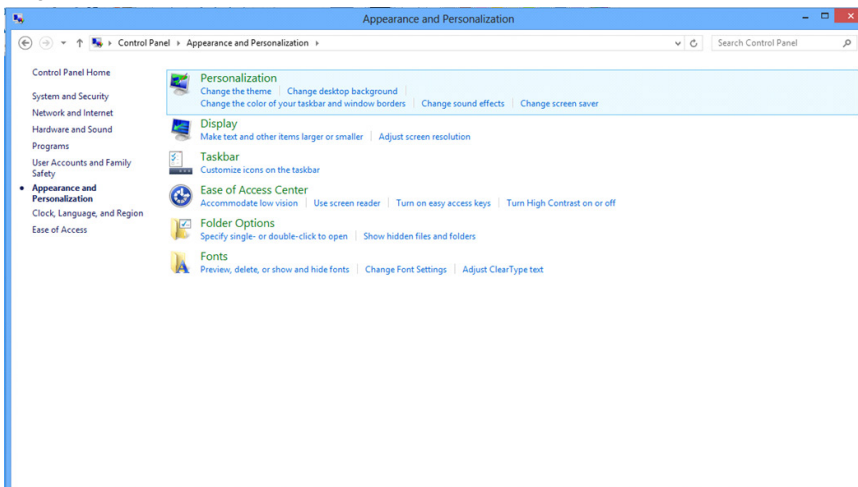 Appearance and Personalization
Control Panel Appearance and Personalization
Search Control Panel
Control Panel Home
System and Security
Network and Internet
Hardware and Sound
Programs
User Accounts and Family
Safety
Appearance and
Personalization
Clock, Language, and Region
Ease of Access
Personalization
Change the theme Change desktop background
Change the color of your taskbar and window borders Change sound effects Change screen saver
Display
Make text and other items larger or smaller Adjust screen resolution
Taskbar
Customize icons on the taskbar
Ease of Access Center
Accommodate low vision Use screen reader Turn on easy access keys Turn High Contrast on or off
Folder Options
Specify single- or double-click to open Show hidden files and folders
Fonts
Preview, delete, or show and hide fonts Change Font Settings Adjust ClearType text